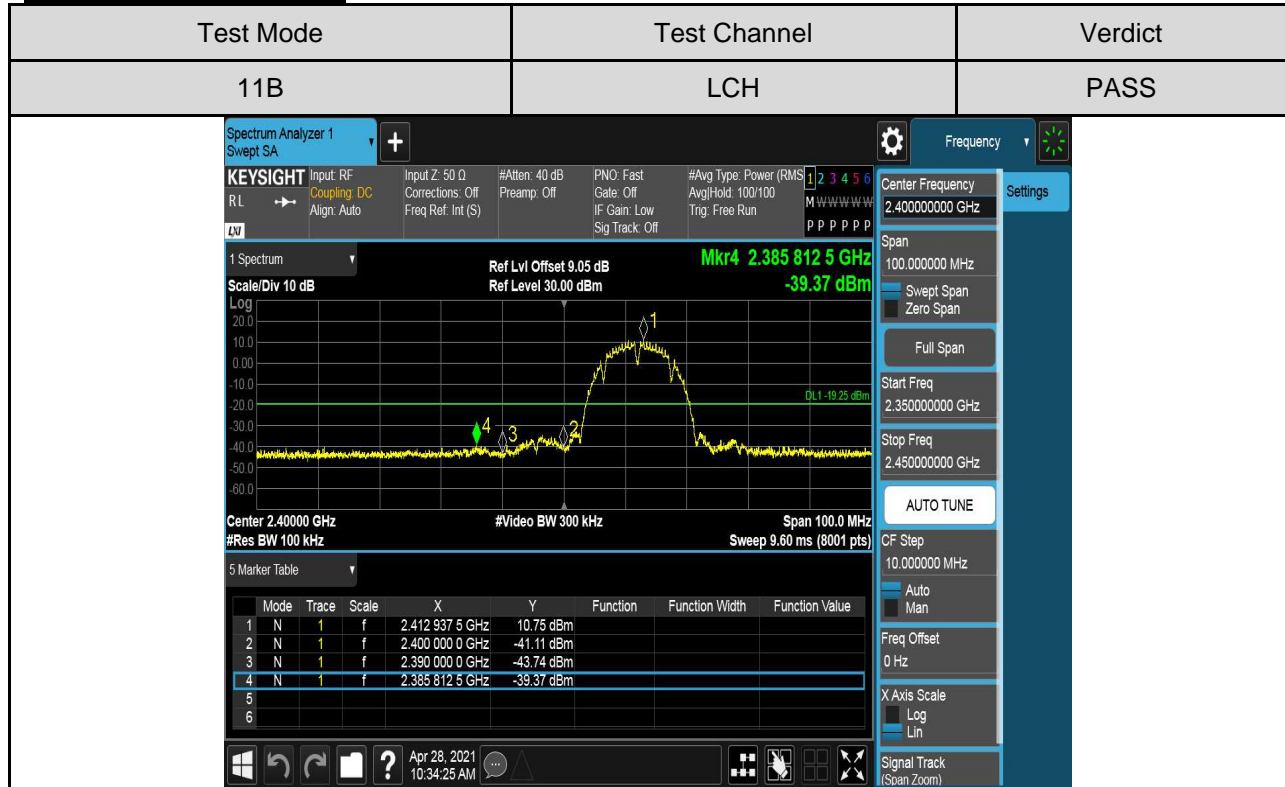 Test Mode Test Channel Verdict
11B LCH PASS
Spectrum Analyzer 1
Swept SA
+
Frequency
KEYSIGHT Input: RF Input Z: 50 Ω #Atten: 40 dB PNO: Fast #Avg Type: Power (RMS 1 2 3 4 5 6
RL Coupling: DC Corrections: Off Preamp: Off Gate: Off Avg|Hold: 100/100 M W W W W W
Align: Auto Freq Ref: Int (S) IF Gain: Low Trig: Free Run
LXI Sig Track: Off P P P P P P
1 Spectrum
Ref Lvl Offset 9.05 dB Mkr4 2.385 812 5 GHz
Scale/Div 10 dB Ref Level 30.00 dBm -39.37 dBm
Log
20.0
10.0
0.00
-10.0
-20.0
-30.0
-40.0
-50.0
-60.0
1
DL1 -19.25 dBm
4 3 2
Center 2.40000 GHz #Video BW 300 kHz Span 100.0 MHz
#Res BW 100 kHz Sweep 9.60 ms (8001 pts)
5 Marker Table
Mode Trace Scale X Y Function Function Width Function Value
1 N 1 f 2.412 937 5 GHz 10.75 dBm
2 N 1 f 2.400 000 0 GHz -41.11 dBm
3 N 1 f 2.390 000 0 GHz -43.74 dBm
4 N 1 f 2.385 812 5 GHz -39.37 dBm
5
6
? Apr 28, 2021
10:34:25 AM
Center Frequency
2.400000000 GHz
Settings
Span
100.000000 MHz
Swept Span
Zero Span
Full Span
Start Freq
2.350000000 GHz
Stop Freq
2.450000000 GHz
AUTO TUNE
CF Step
10.000000 MHz
Auto
Man
Freq Offset
0 Hz
X Axis Scale
Log
Lin
Signal Track
(Span Zoom)